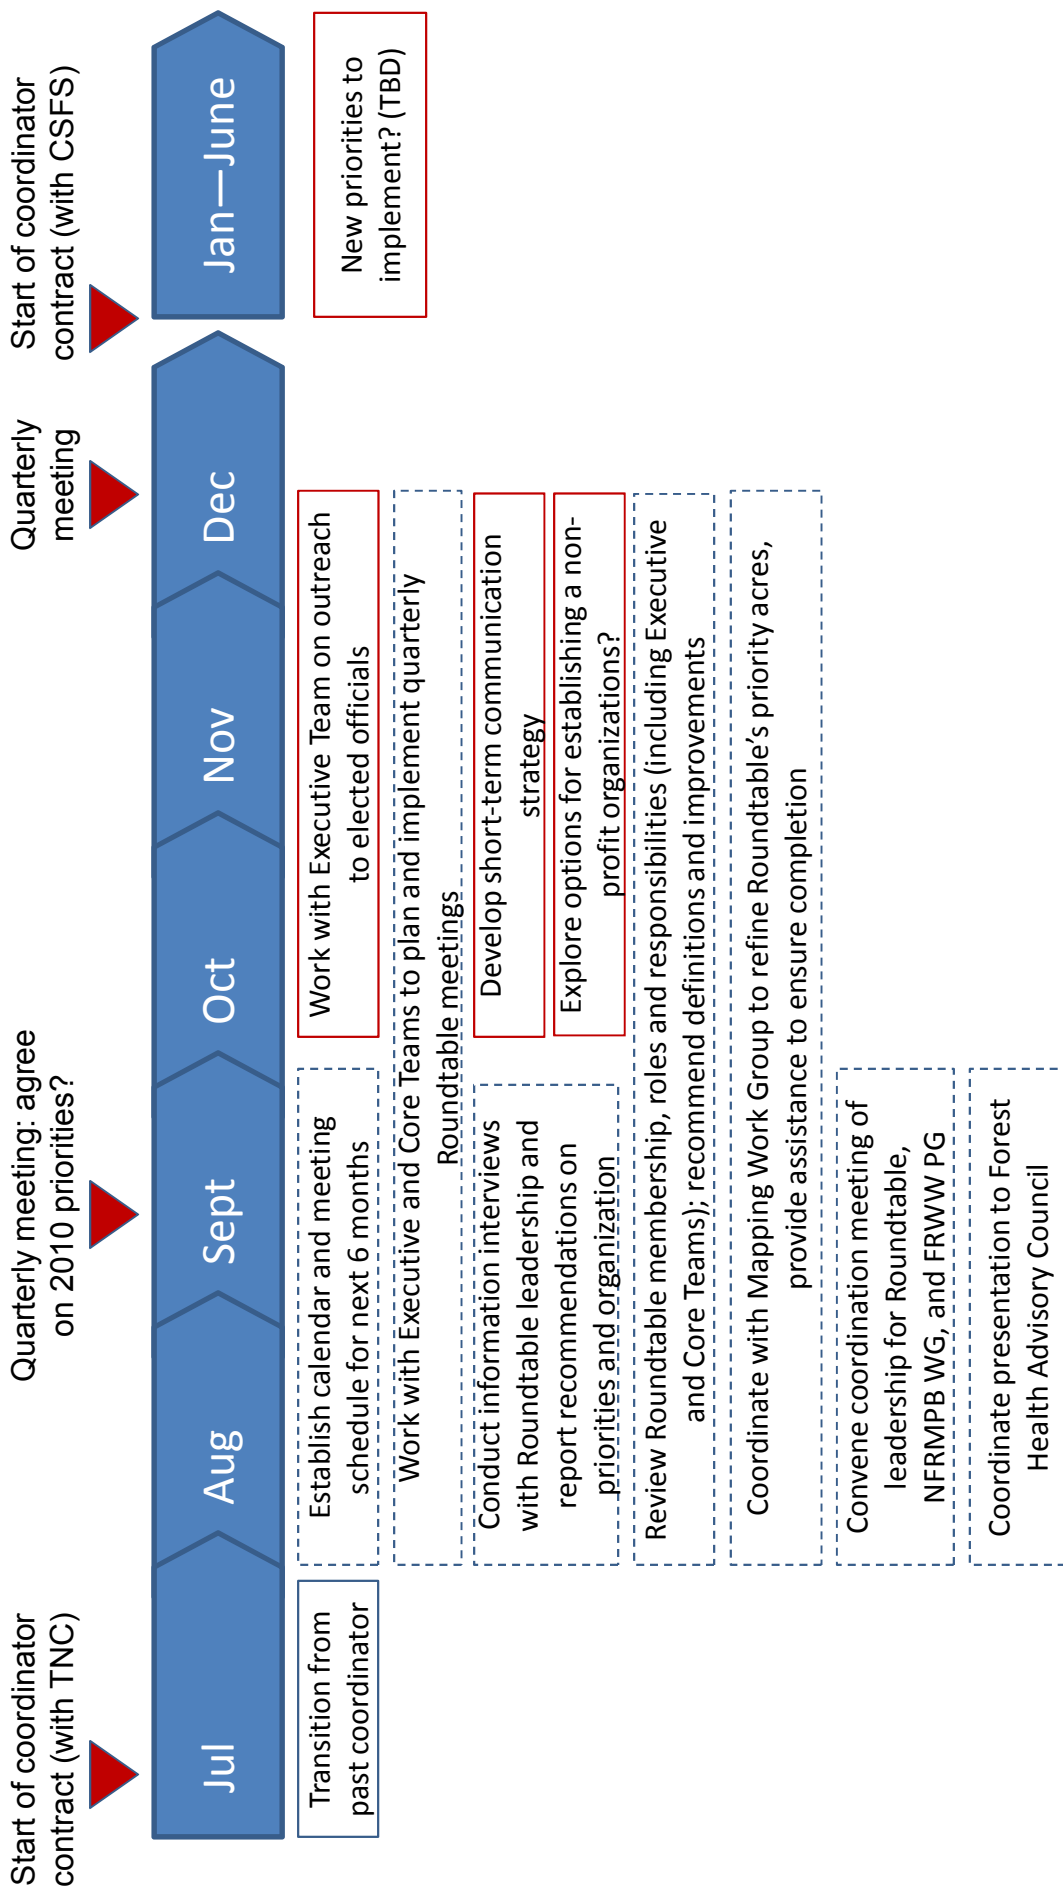 Start of coordinator
contract (with TNC)
Quarterly meeting: agree
on 2010 priorities?
Quarterly
meeting
Start of coordinator
contract (with CSFS)
Jul
Aug
Sept
Oct
Nov
Dec
Jan—June
Transition from
past coordinator
Establish calendar and meeting
schedule for next 6 months
Work with Executive Team on outreach
to elected officials
New priorities to
implement? (TBD)
Work with Executive and Core Teams to plan and implement quarterly
Roundtable meetings
Conduct information interviews
with Roundtable leadership and
report recommendations on
priorities and organization
Develop short-term communication
strategy
Explore options for establishing a non-
profit organizations?
Review Roundtable membership, roles and responsibilities (including Executive
and Core Teams); recommend definitions and improvements
Coordinate with Mapping Work Group to refine Roundtable’s priority acres,
provide assistance to ensure completion
Convene coordination meeting of
leadership for Roundtable,
NFRMPB WG, and FRWW PG
Coordinate presentation to Forest
Health Advisory Council